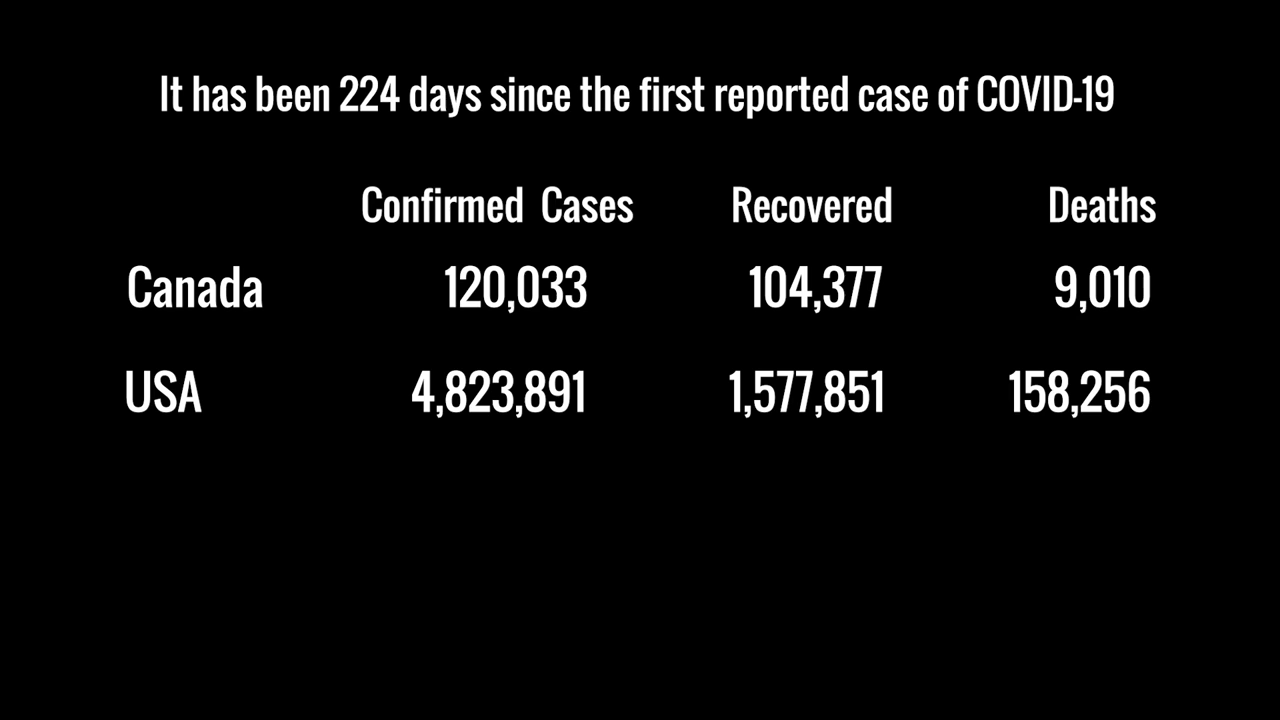 It has been 224 days since the first reported case of COVID-19
Confirmed Cases Recovered Deaths
Canada 120,033 104,377 9,010
USA 4,823,891 1,577,851 158,256